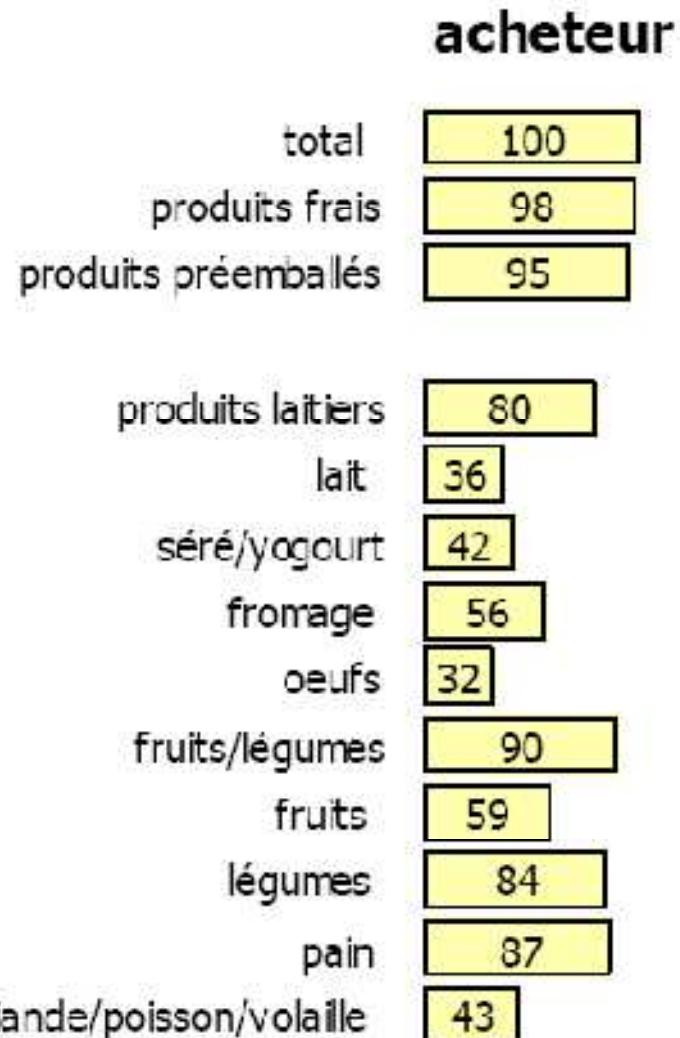 acheteur
total 100
produits frais 98
produits préemballés 95
produits laitiers 80
lait 36
séré/yogourt 42
fromage 56
oeufs 32
fruits/légumes 90
fruits 59
légumes 84
pain 87
iande/poisson/volaille 43